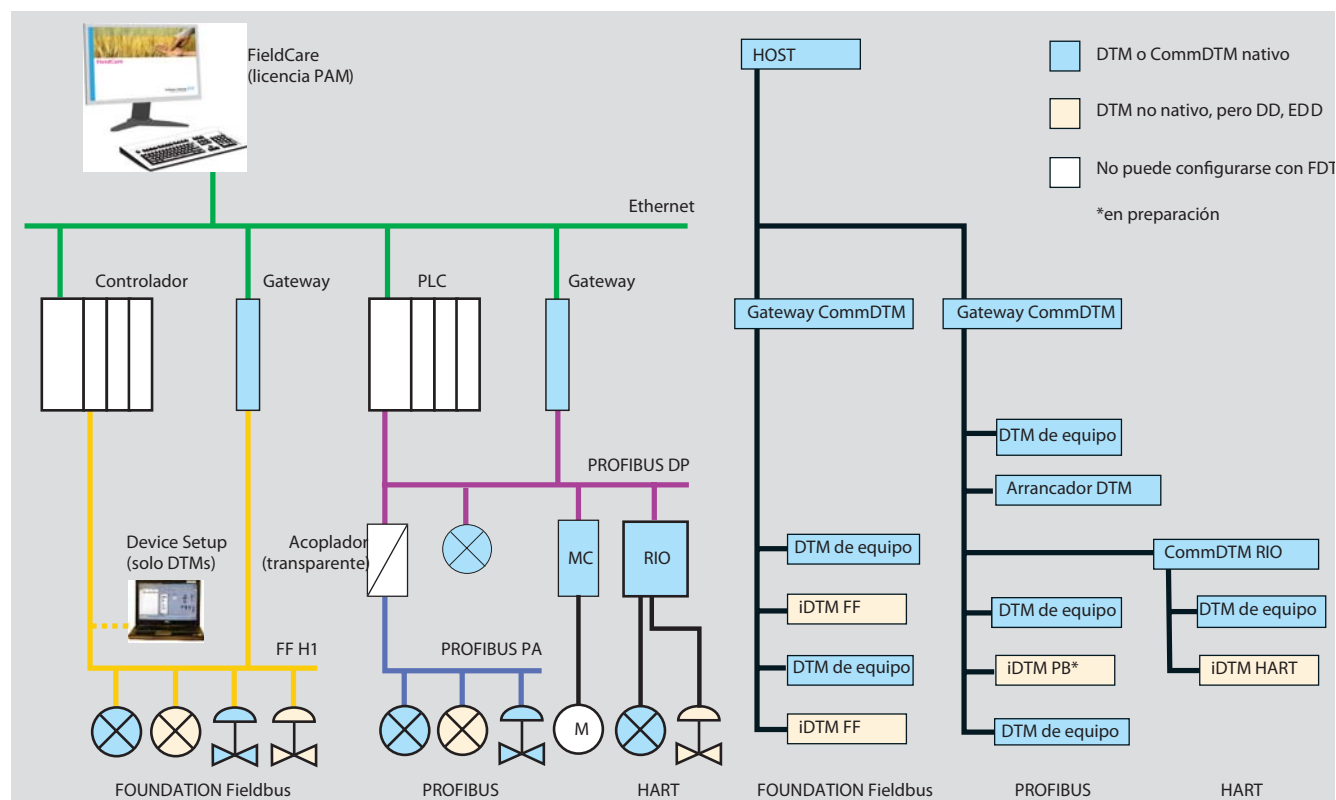 FieldCare
(licencia PAM)
Ethernet
Controlador
Gateway
PLC
Gateway
PROFIBUS DP
Device Setup
(solo DTMs)
Acoplador
(transparente)
MC
RIO
FF H1
PROFIBUS PA
M
FOUNDATION Fieldbus
PROFIBUS
HART
HOST
DTM o CommDTM nativo
DTM no nativo, pero DD, EDD
No puede configurarse con FDT
*en preparación
Gateway CommDTM
Gateway CommDTM
DTM de equipo
Arrancador DTM
DTM de equipo
CommDTM RIO
iDTM FF
DTM de equipo
DTM de equipo
DTM de equipo
iDTM PB*
iDTM HART
iDTM FF
DTM de equipo
FOUNDATION Fieldbus
PROFIBUS
HART